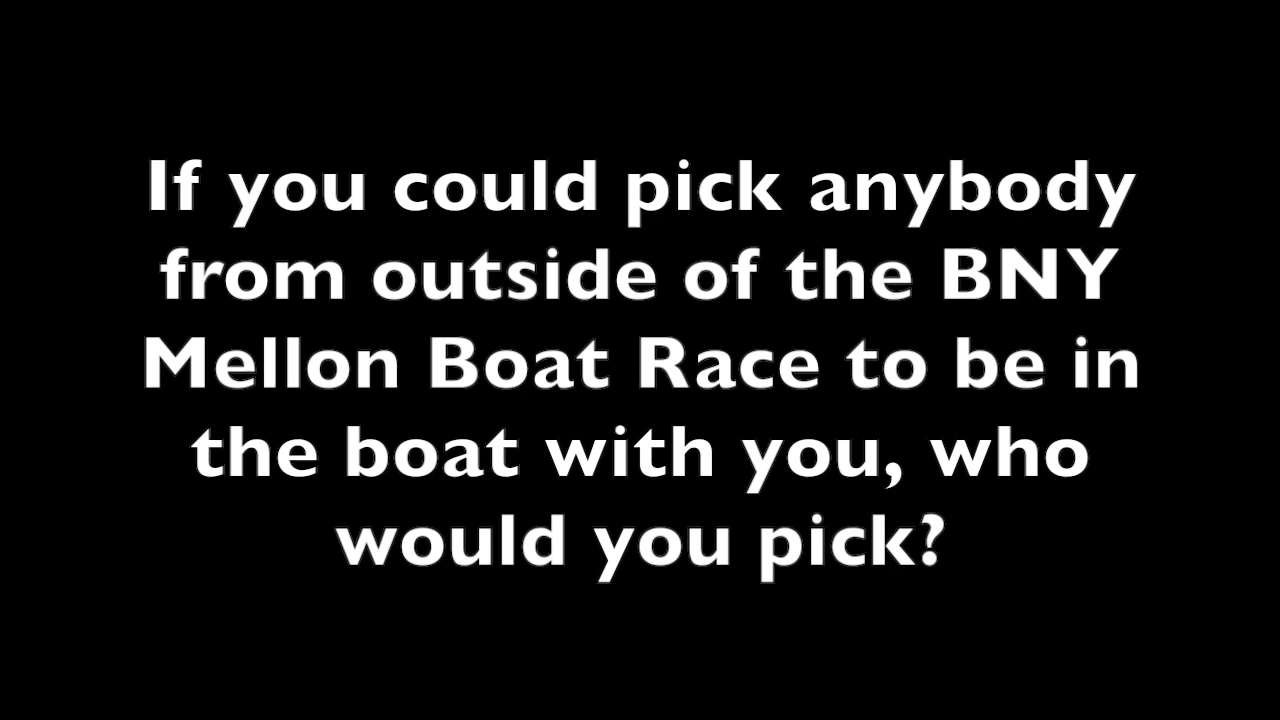 If you could pick anybody
from outside of the BNY
Mellon Boat Race to be in
the boat with you, who
would you pick?